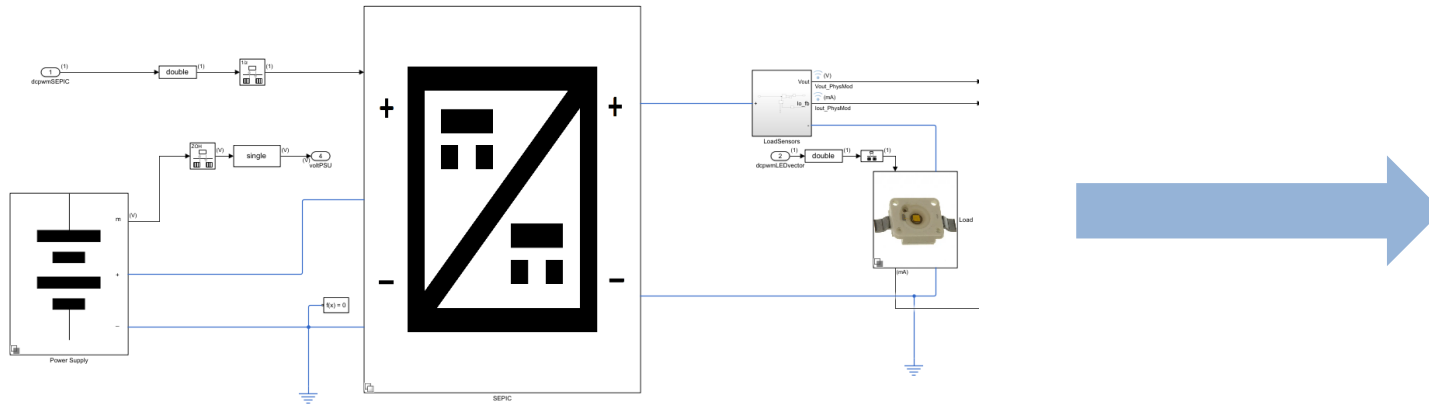 1
dcpwmSEPIC
(1)
double
(1)
(1)
m
(V)
(V)
single
(V)
(V)
4
voltPSU
+
–
Power Supply
f(x) = 0
+
–
+
–
SEPIC
Vout
(V)
Vout_PhysMod
Io_fb
(mA)
Iout_PhysMod
LoadSensors
2
dcpwmLEDvector
(1)
double
(1)
(1)
Load
(mA)